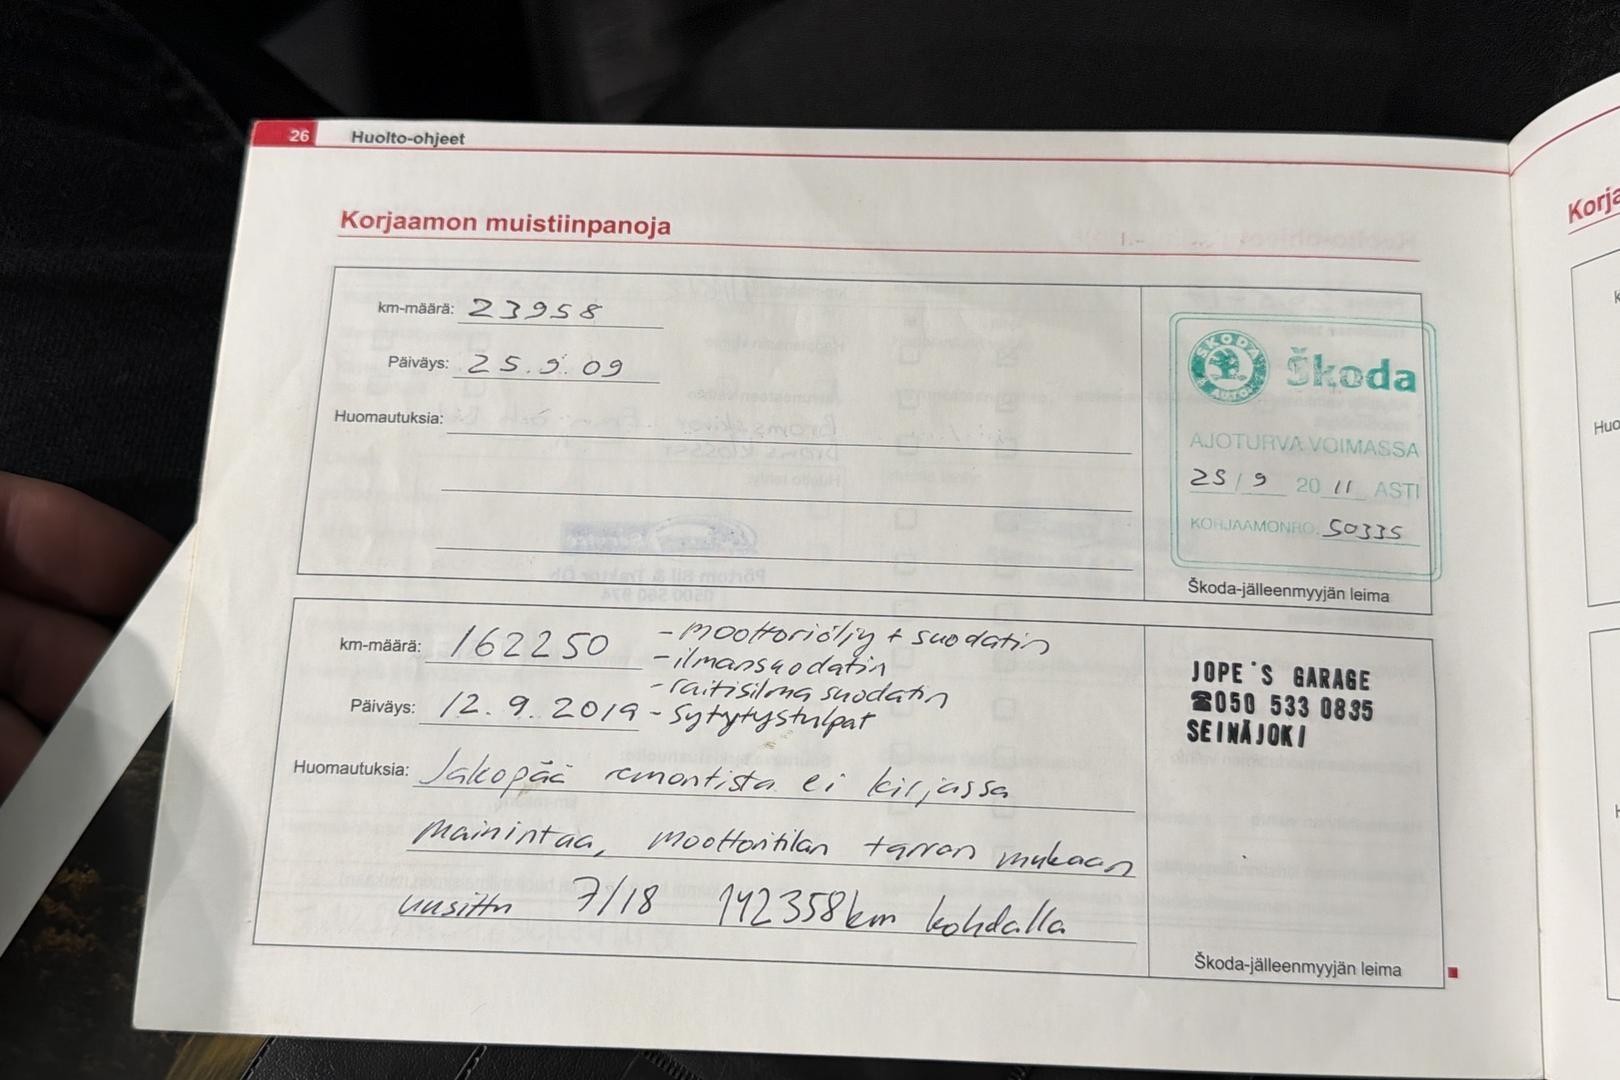 26 Huolto-ohjeet
Korjaamon muistiinpanoja
km-määrä: 23958
Päiväys: 25.9.09
Huomautuksia:
ŠKODA
AUTO
Škoda
AJOTURVA VOIMASSA
25 / 9 20 11 ASTI
KORJAAMONRO. 50335
Škoda-jälleenmyyjän leima
km-määrä: 162250
- moottoriöljy + suodatin
- ilmansuodatin
- raitisilma suodatin
Päiväys: 12.9.2019
- sytytystulpat
Huomautuksia: Jakopää remontista ei kirjassa
mainintaa, moottoritilan tarran mukaan
uusittu 7/18 142358km kohdalla
JOPE'S GARAGE
☎050 533 0835
SEINÄJOKI
Škoda-jälleenmyyjän leima